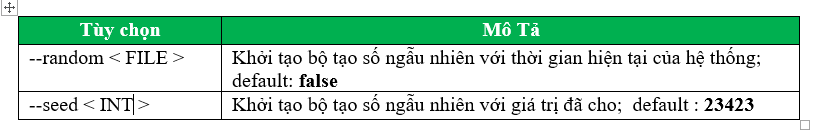 Tùy chọn Mô Tả
--random < FILE > Khởi tạo bộ tạo số ngẫu nhiên với thời gian hiện tại của hệ thống;
default: false
--seed < INT > Khởi tạo bộ tạo số ngẫu nhiên với giá trị đã cho; default : 23423